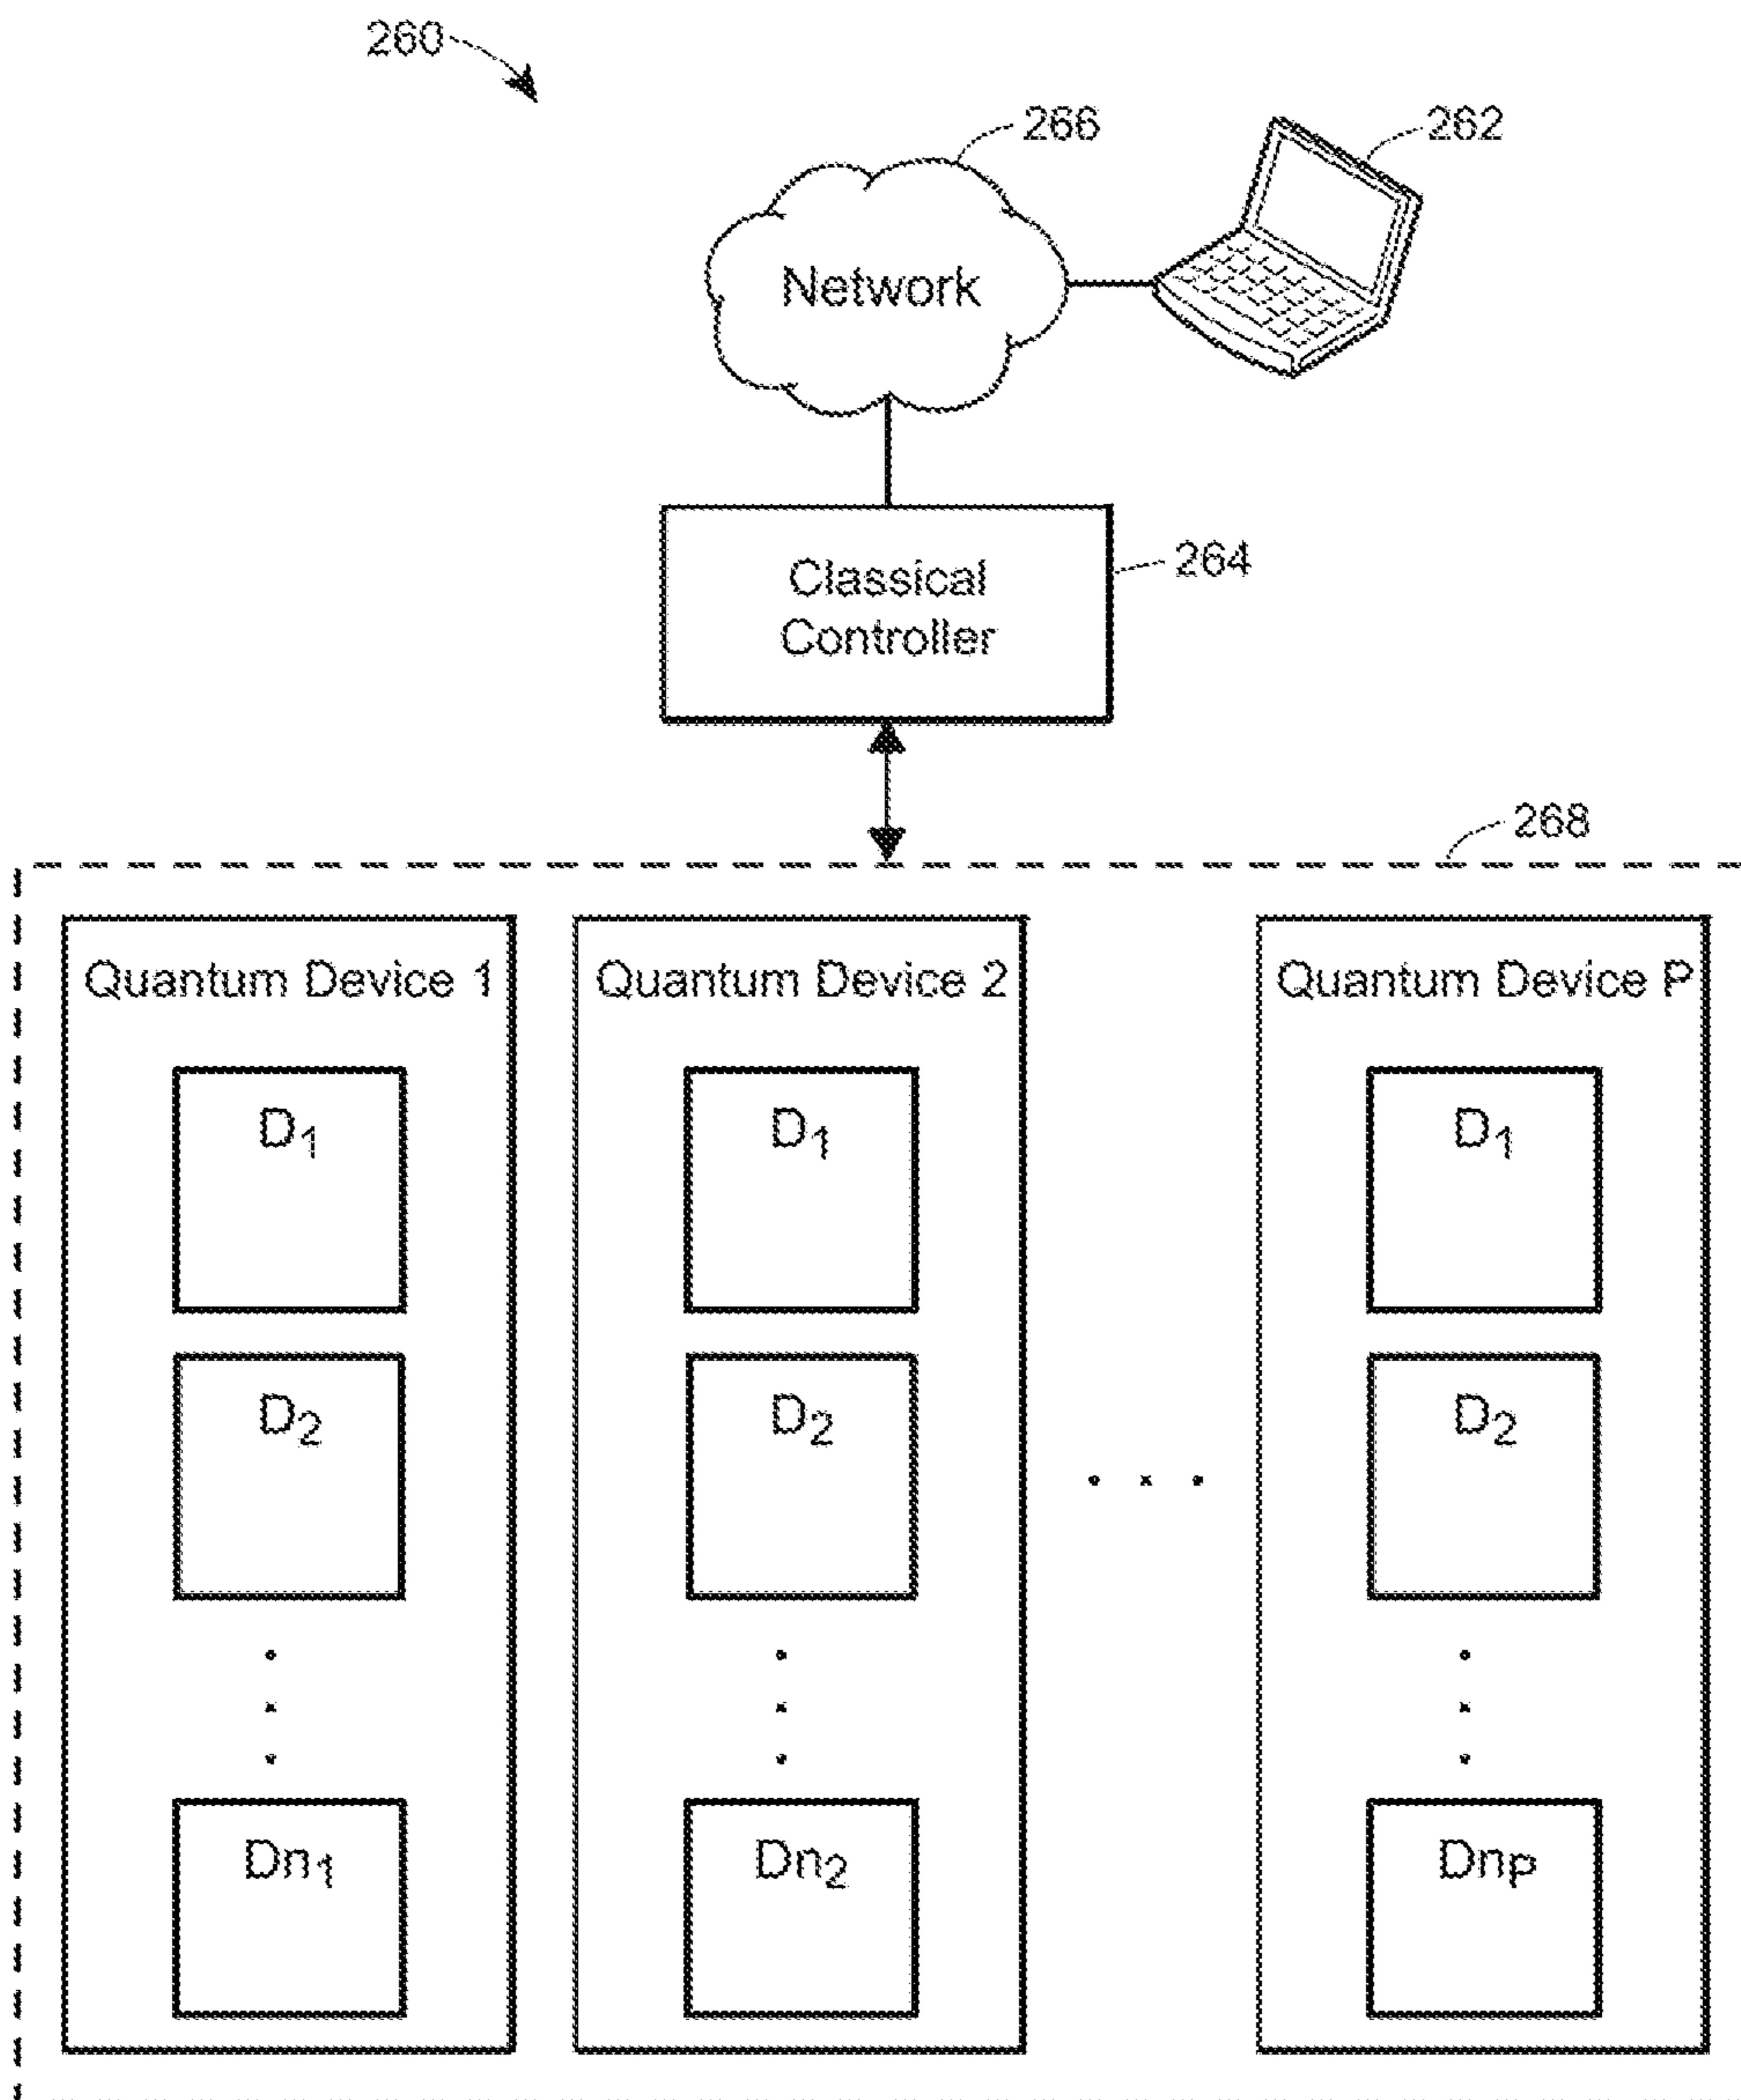 260
266
262
Network
Classical
Controller
264
268
Quantum Device 1
Quantum Device 2
Quantum Device P
D₁
D₁
D₁
D₂
D₂
D₂
. . .
Dn₁
Dn₂
Dnₚ